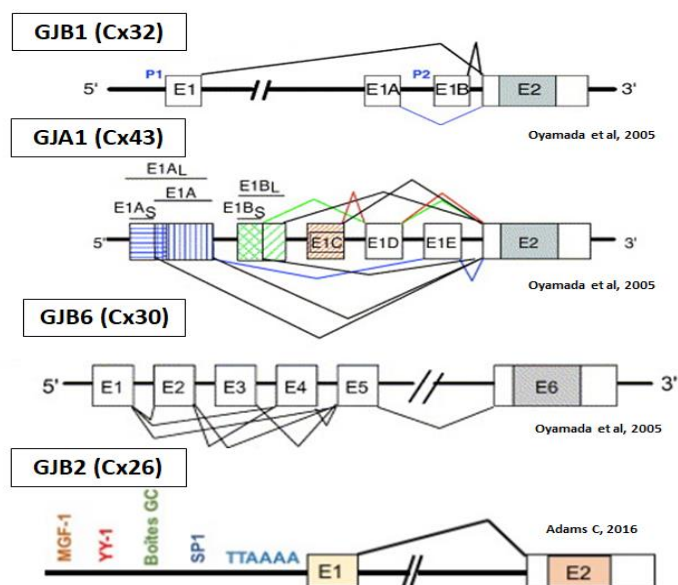 GJB1 (Cx32)
P1 P2
5' E1 E1A E1B E2 3'
Oyamada et al, 2005
GJA1 (Cx43)
E1AL
E1A E1BL
E1AS E1BS
5' E1C E1D E1E E2 3'
Oyamada et al, 2005
GJB6 (Cx30)
5' E1 E2 E3 E4 E5 E6 3'
Oyamada et al, 2005
GJB2 (Cx26)
MGF-1
YY-1
Boîtes GC
SP1
TTAAAA
Adams C, 2016
E1 E2